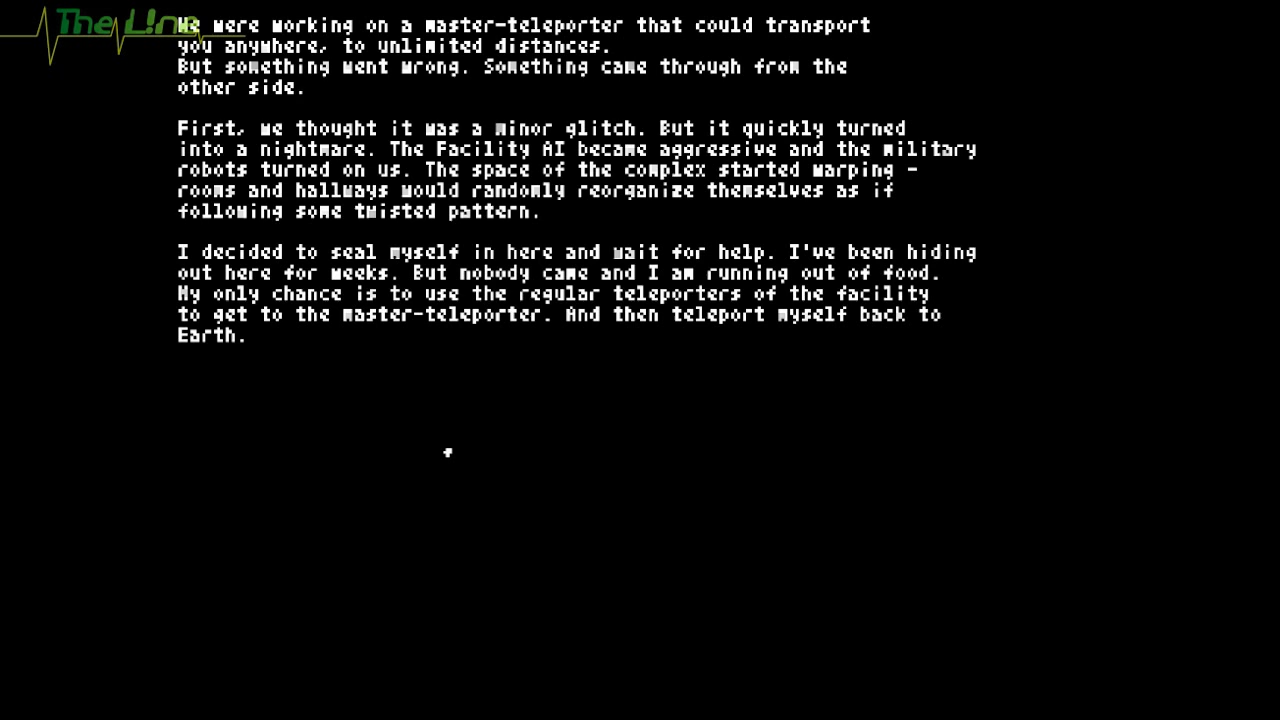 The L!ne
We were working on a master-teleporter that could transport
you anywhere, to unlimited distances.
But something went wrong. Something came through from the
other side.
First, we thought it was a minor glitch. But it quickly turned
into a nightmare. The Facility AI became aggressive and the military
robots turned on us. The space of the complex started warping -
rooms and hallways would randomly reorganize themselves as if
following some twisted pattern.
I decided to seal myself in here and wait for help. I've been hiding
out here for weeks. But nobody came and I am running out of food.
My only chance is to use the regular teleporters of the facility
to get to the master-teleporter. And then teleport myself back to
Earth.